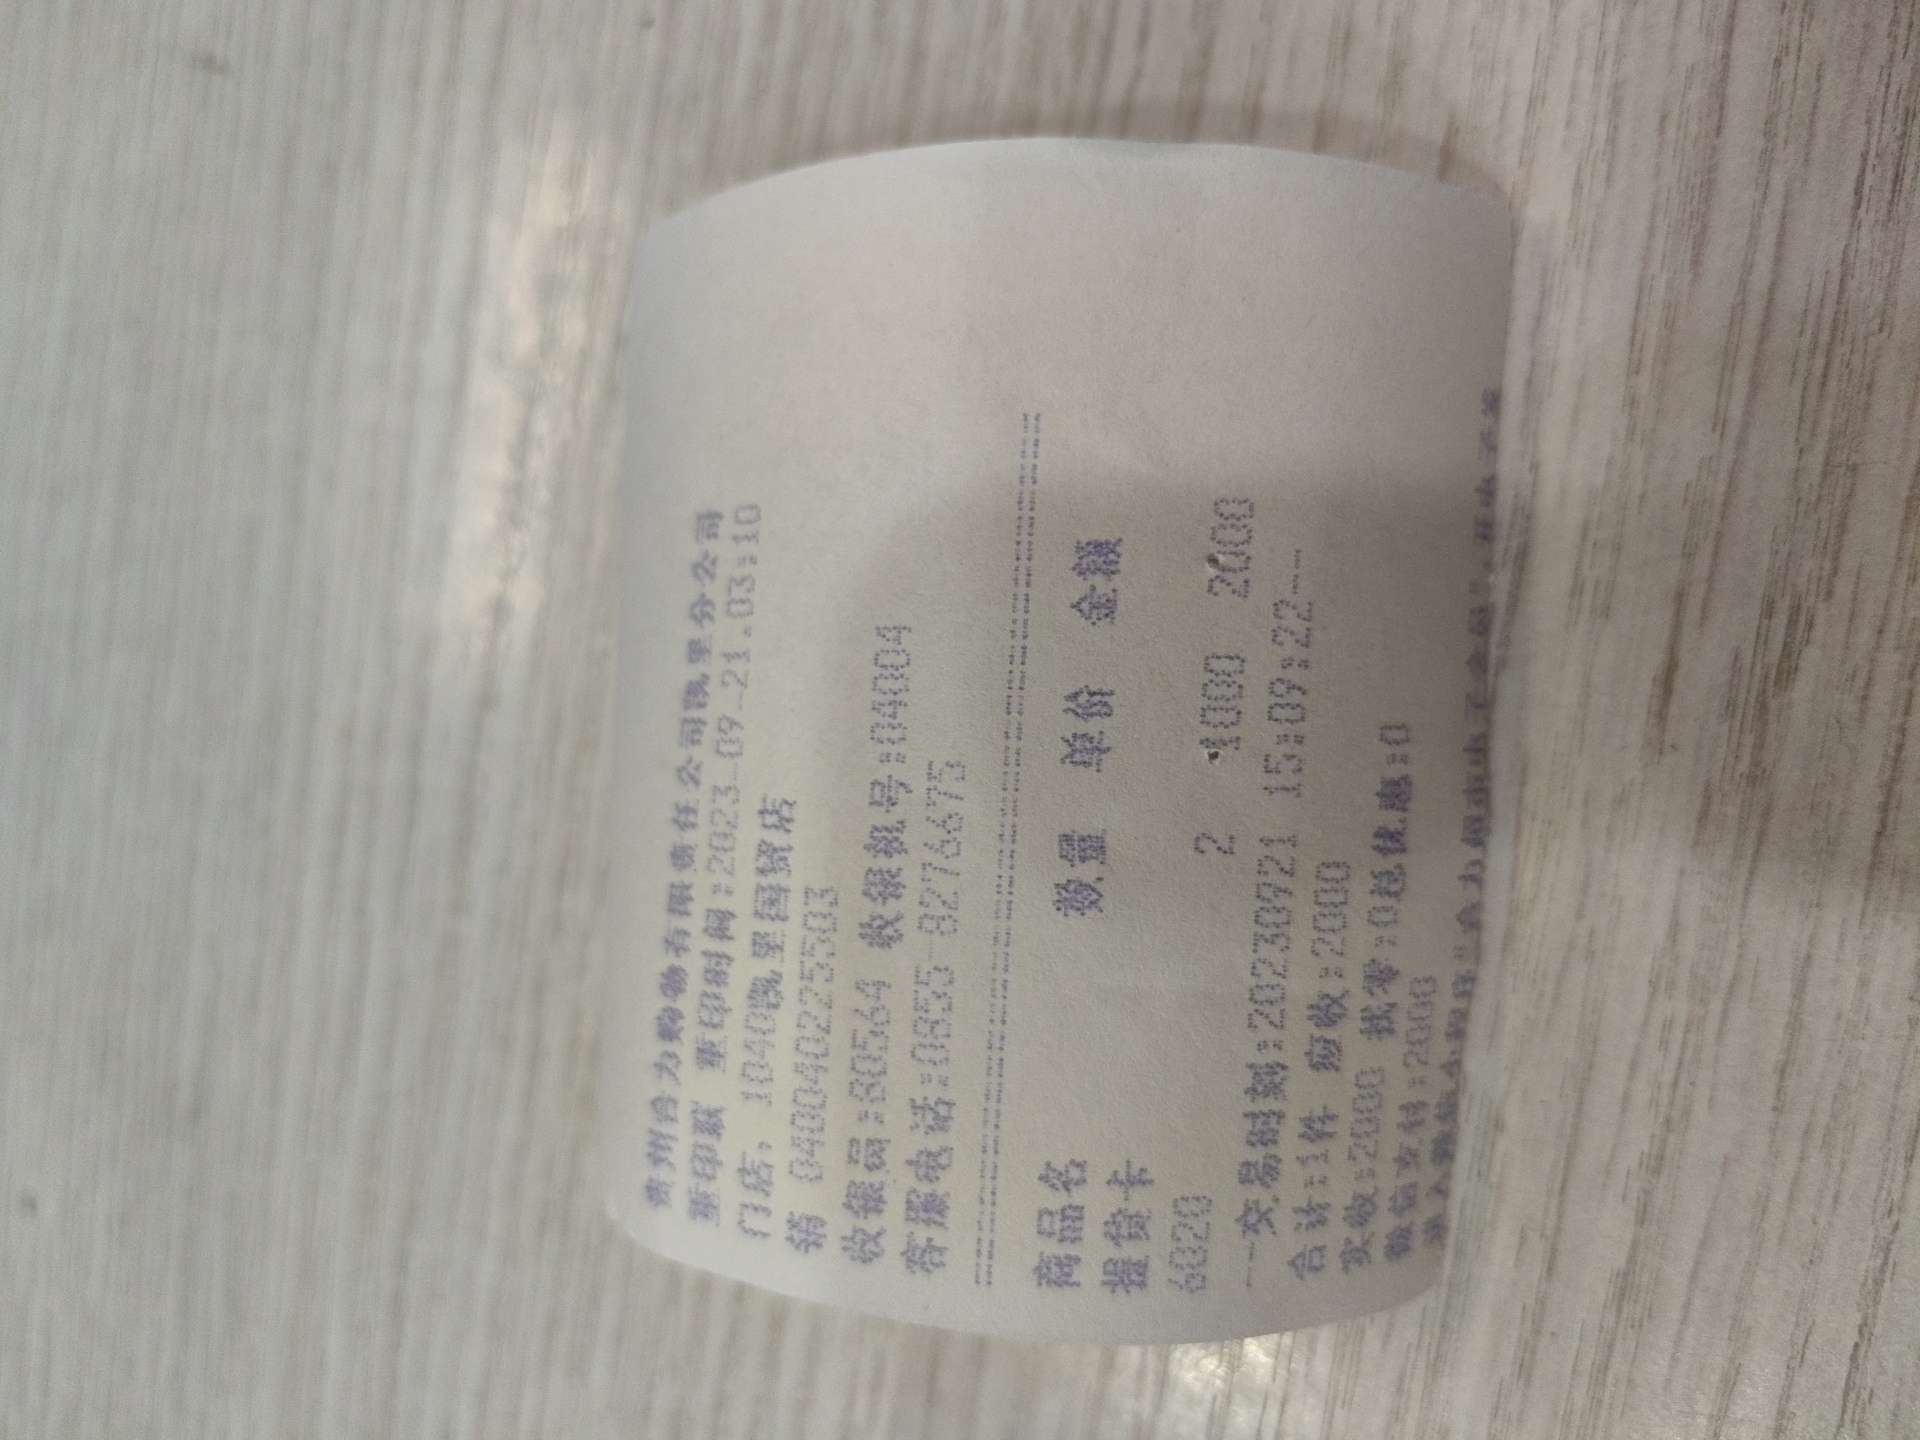 贵州合力购物有限责任公司凯里分公司
重印联 重印时间:2023-09-21.03:10
门店: 1040凯里国贸店
销 040040225503
收银员:80564 收银机号:04004
客服电话:0855-8276675
商品名 数量 单价 金额
提货卡
6020 2 1000 2000
---交易时刻:20230921 15:09:22---
合计:1件 应收:2000
实收:2000 找零:0总优惠:0
微信支付:2000